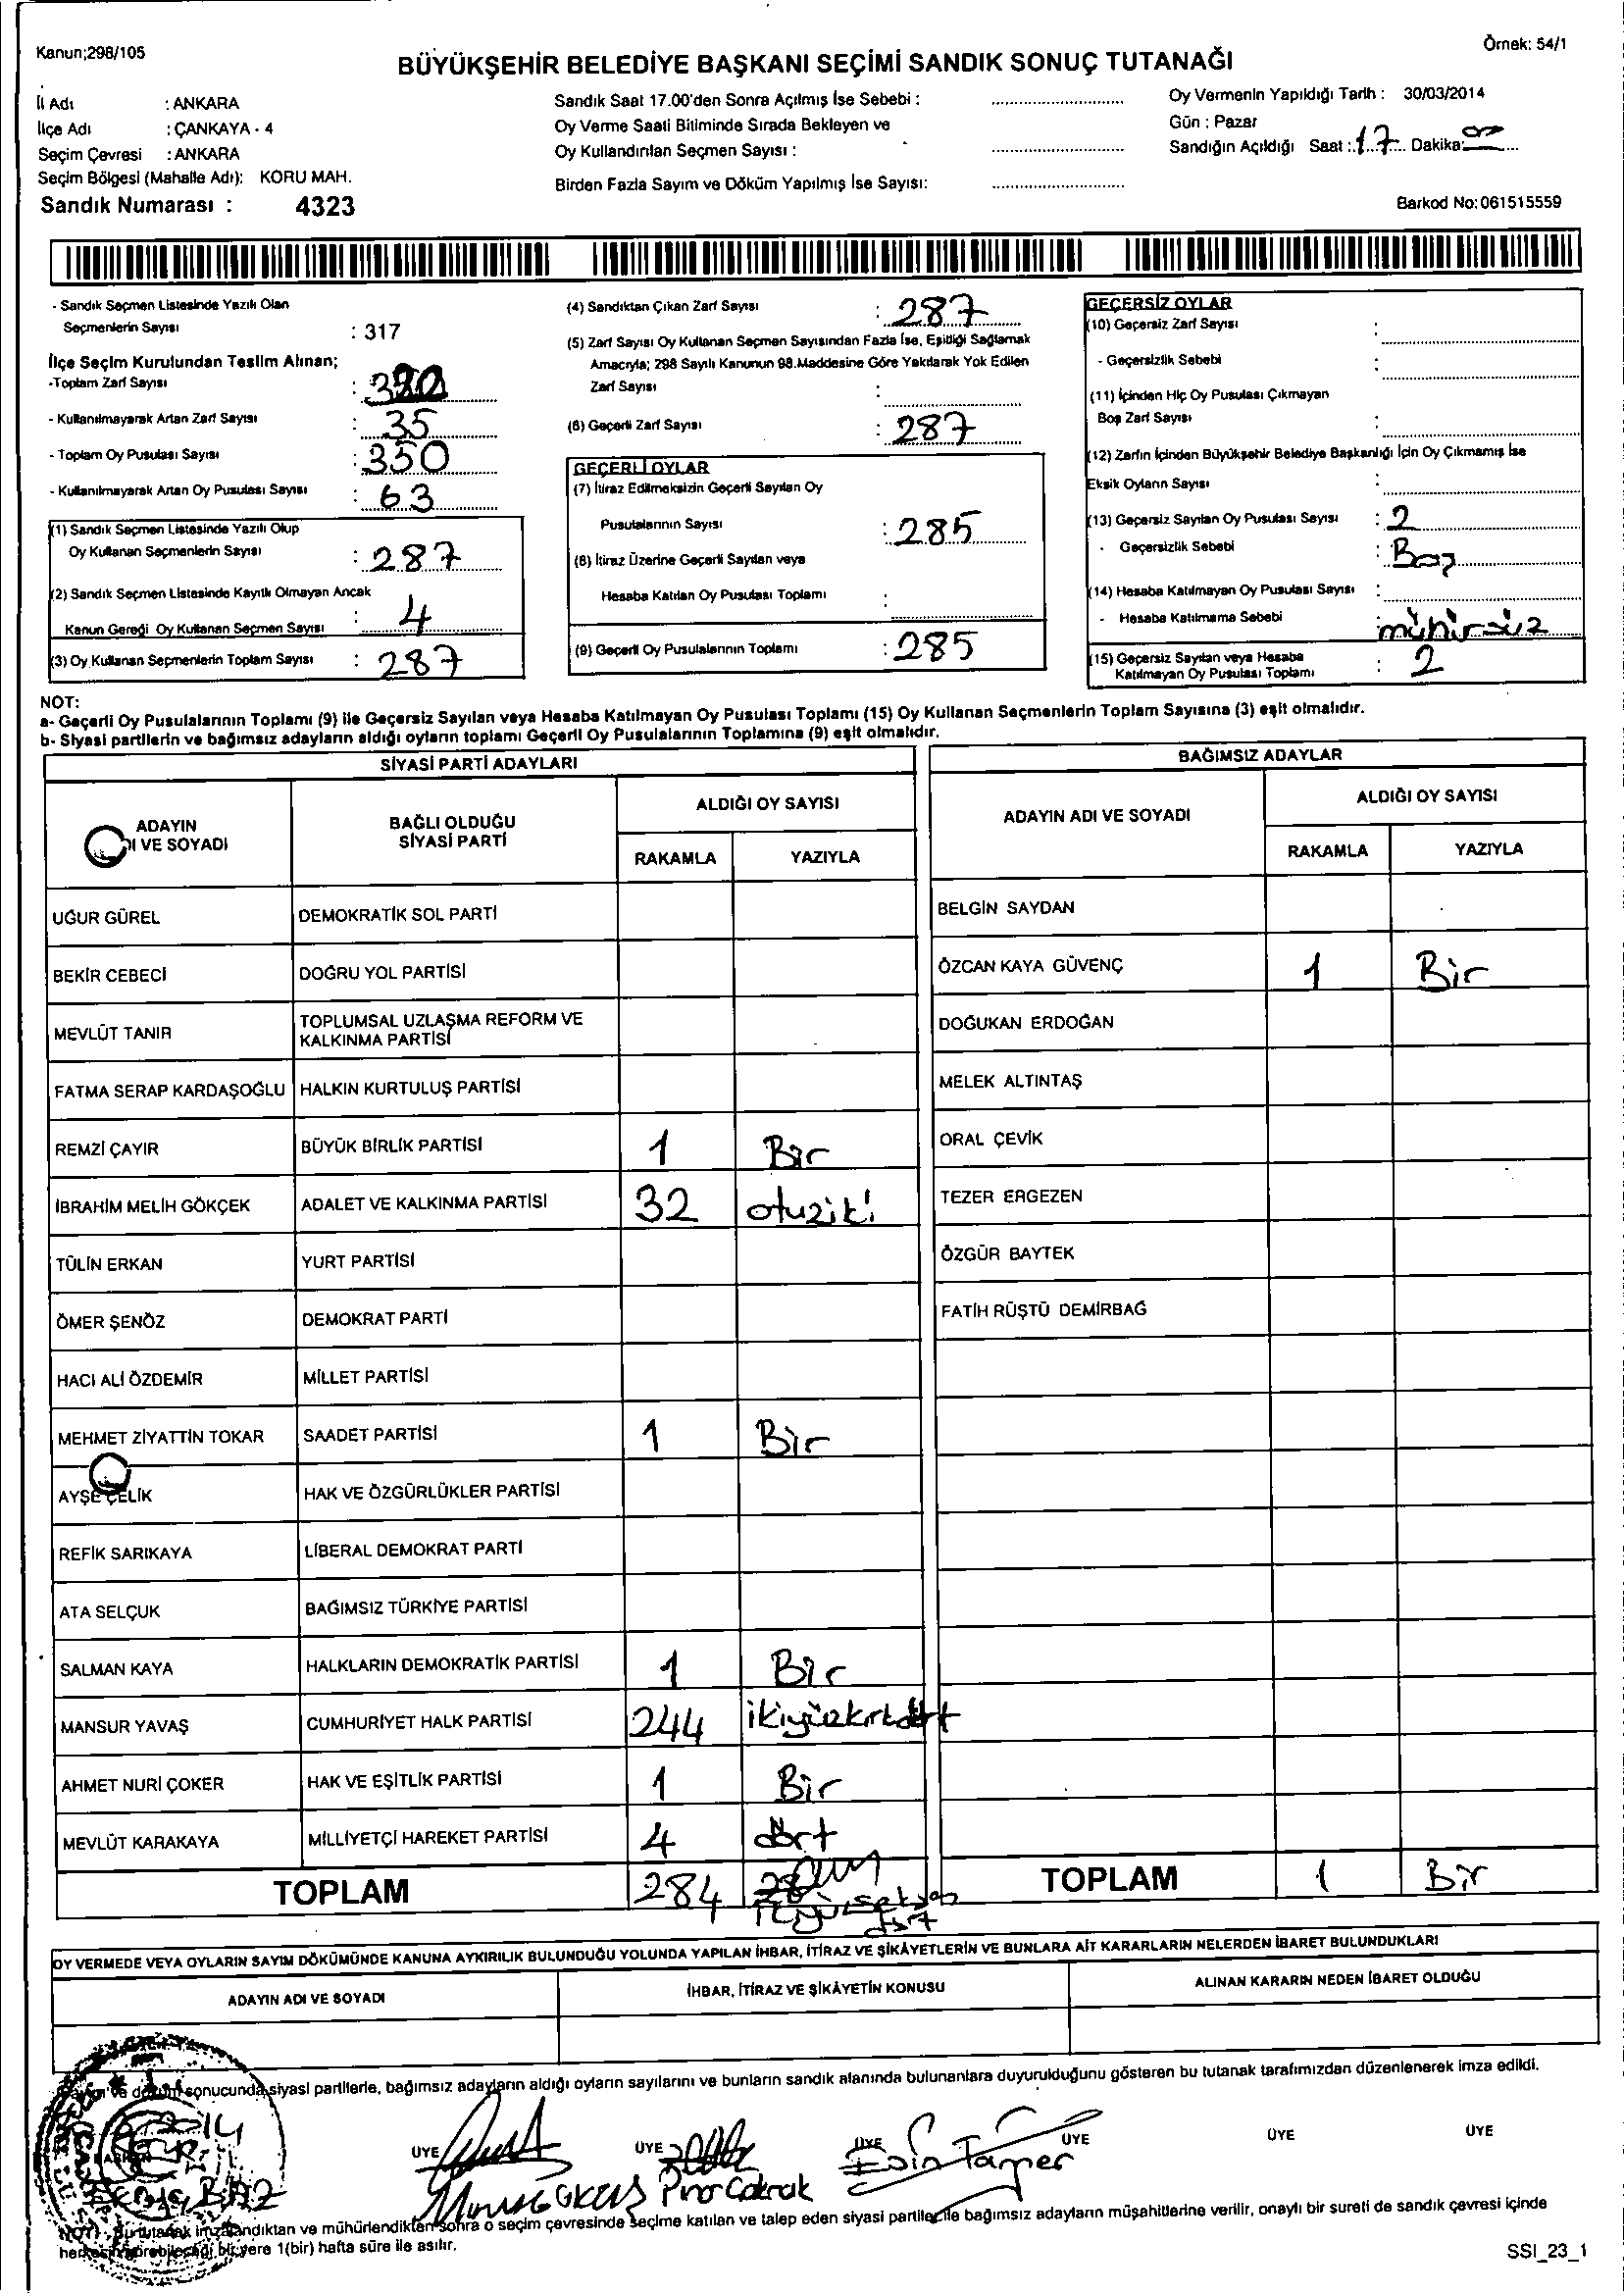 Kanun;298/105
Örnek: 54/1
BÜYÜKŞEHİR BELEDİYE BAŞKANI SEÇİMİ SANDIK SONUÇ TUTANAĞI
İl Adı : ANKARA
İlçe Adı : ÇANKAYA - 4
Seçim Çevresi : ANKARA
Seçim Bölgesi (Mahalle Adı): KORU MAH.
Sandık Numarası : 4323
Sandık Saat 17.00'den Sonra Açılmış İse Sebebi :
Oy Verme Saati Bitiminde Sırada Bekleyen ve
Oy Kullandırılan Seçmen Sayısı :
Birden Fazla Sayım ve Döküm Yapılmış İse Sayısı:
Oy Vermenin Yapıldığı Tarih : 30/03/2014
Gün : Pazar
Sandığın Açıldığı Saat : 17 Dakika:
Barkod No: 061515559
- Sandık Seçmen Listesinde Yazılı Olan
Seçmenlerin Sayısı : 317
İlçe Seçim Kurulundan Teslim Alınan;
-Toplam Zarf Sayısı :
- Kullanılmayarak Artan Zarf Sayısı : 35
- Toplam Oy Pusulası Sayısı : 350
- Kullanılmayarak Artan Oy Pusulası Sayısı : 63
(1) Sandık Seçmen Listesinde Yazılı Olup
Oy Kullanan Seçmenlerin Sayısı : 287
(2) Sandık Seçmen Listesinde Kayıtlı Olmayan Ancak
Kanun Gereği Oy Kullanan Seçmen Sayısı : 4
(3) Oy Kullanan Seçmenlerin Toplam Sayısı : 287
(4) Sandıktan Çıkan Zarf Sayısı : 287
(5) Zarf Sayısı Oy Kullanan Seçmen Sayısından Fazla İse, Eşitliği Sağlamak
Amacıyla; 298 Sayılı Kanunun 98.Maddesine Göre Yakılarak Yok Edilen
Zarf Sayısı :
(6) Geçerli Zarf Sayısı : 287
GEÇERLİ OYLAR
(7) İtiraz Edilmeksizin Geçerli Sayılan Oy
Pusulalarının Sayısı : 285
(8) İtiraz Üzerine Geçerli Sayılan veya
Hesaba Katılan Oy Pusulası Toplamı :
(9) Geçerli Oy Pusulalarının Toplamı : 285
GEÇERSİZ OYLAR
(10) Geçersiz Zarf Sayısı :
- Geçersizlik Sebebi :
(11) İçinden Hiç Oy Pusulası Çıkmayan
Boş Zarf Sayısı :
(12) Zarfın İçinden Büyükşehir Belediye Başkanlığı İçin Oy Çıkmamış İse
Eksik Oyların Sayısı :
(13) Geçersiz Sayılan Oy Pusulası Sayısı : 2
- Geçersizlik Sebebi : Boş
(14) Hesaba Katılmayan Oy Pusulası Sayısı :
- Hesaba Katılmama Sebebi : mühürsüz
(15) Geçersiz Sayılan veya Hesaba
Katılmayan Oy Pusulası Toplamı : 2
NOT:
a- Geçerli Oy Pusulalarının Toplamı (9) ile Geçersiz Sayılan veya Hesaba Katılmayan Oy Pusulası Toplamı (15) Oy Kullanan Seçmenlerin Toplam Sayısına (3) eşit olmalıdır.
b- Siyasi partilerin ve bağımsız adayların aldığı oyların toplamı Geçerli Oy Pusulalarının Toplamına (9) eşit olmalıdır.
SİYASİ PARTİ ADAYLARI
ADAYIN
DI VE SOYADI
BAĞLI OLDUĞU
SİYASİ PARTİ
ALDIĞI OY SAYISI
RAKAMLA YAZIYLA
UĞUR GÜREL DEMOKRATİK SOL PARTİ
BEKİR CEBECİ DOĞRU YOL PARTİSİ
MEVLÜT TANIR TOPLUMSAL UZLAŞMA REFORM VE
KALKINMA PARTİSİ
FATMA SERAP KARDAŞOĞLU HALKIN KURTULUŞ PARTİSİ
REMZİ ÇAYIR BÜYÜK BİRLİK PARTİSİ 1 Bir
İBRAHİM MELİH GÖKÇEK ADALET VE KALKINMA PARTİSİ 32 otuziki
TÜLİN ERKAN YURT PARTİSİ
ÖMER ŞENÖZ DEMOKRAT PARTİ
HACI ALİ ÖZDEMİR MİLLET PARTİSİ
MEHMET ZİYATTİN TOKAR SAADET PARTİSİ 1 Bir
AYŞE ÇELİK HAK VE ÖZGÜRLÜKLER PARTİSİ
REFİK SARIKAYA LİBERAL DEMOKRAT PARTİ
ATA SELÇUK BAĞIMSIZ TÜRKİYE PARTİSİ
SALMAN KAYA HALKLARIN DEMOKRATİK PARTİSİ 1 Bir
MANSUR YAVAŞ CUMHURİYET HALK PARTİSİ 244 ikiyüzkırkdört
AHMET NURİ ÇOKER HAK VE EŞİTLİK PARTİSİ 1 Bir
MEVLÜT KARAKAYA MİLLİYETÇİ HAREKET PARTİSİ 4 dört
TOPLAM 284
BAĞIMSIZ ADAYLAR
ADAYIN ADI VE SOYADI
ALDIĞI OY SAYISI
RAKAMLA YAZIYLA
BELGİN SAYDAN
ÖZCAN KAYA GÜVENÇ 1 Bir
DOĞUKAN ERDOĞAN
MELEK ALTINTAŞ
ORAL ÇEVİK
TEZER ERGEZEN
ÖZGÜR BAYTEK
FATİH RÜŞTÜ DEMİRBAĞ
TOPLAM 1 Bir
OY VERMEDE VEYA OYLARIN SAYIM DÖKÜMÜNDE KANUNA AYKIRILIK BULUNDUĞU YOLUNDA YAPILAN İHBAR, İTİRAZ VE ŞİKÂYETLERİN VE BUNLARA AİT KARARLARIN NELERDEN İBARET BULUNDUKLARI
ADAYIN ADI VE SOYADI İHBAR, İTİRAZ VE ŞİKÂYETİN KONUSU ALINAN KARARIN NEDEN İBARET OLDUĞU
sonucunda siyasi partilerle, bağımsız adayların aldığı oyların sayılarını ve bunların sandık alanında bulunanlara duyurulduğunu gösteren bu tutanak tarafımızdan düzenlenerek imza edildi.
2014
ÜYE ÜYE ÜYE ÜYE ÜYE ÜYE
Esin Tamer
NOT: Bu tutanak imzalandıktan ve mühürlendikten sonra o seçim çevresinde seçime katılan ve talep eden siyasi partiler ile bağımsız adayların müşahitlerine verilir, onaylı bir sureti de sandık çevresi içinde
herkesin görebileceği bir yere 1(bir) hafta süre ile asılır.
SSI_23_1